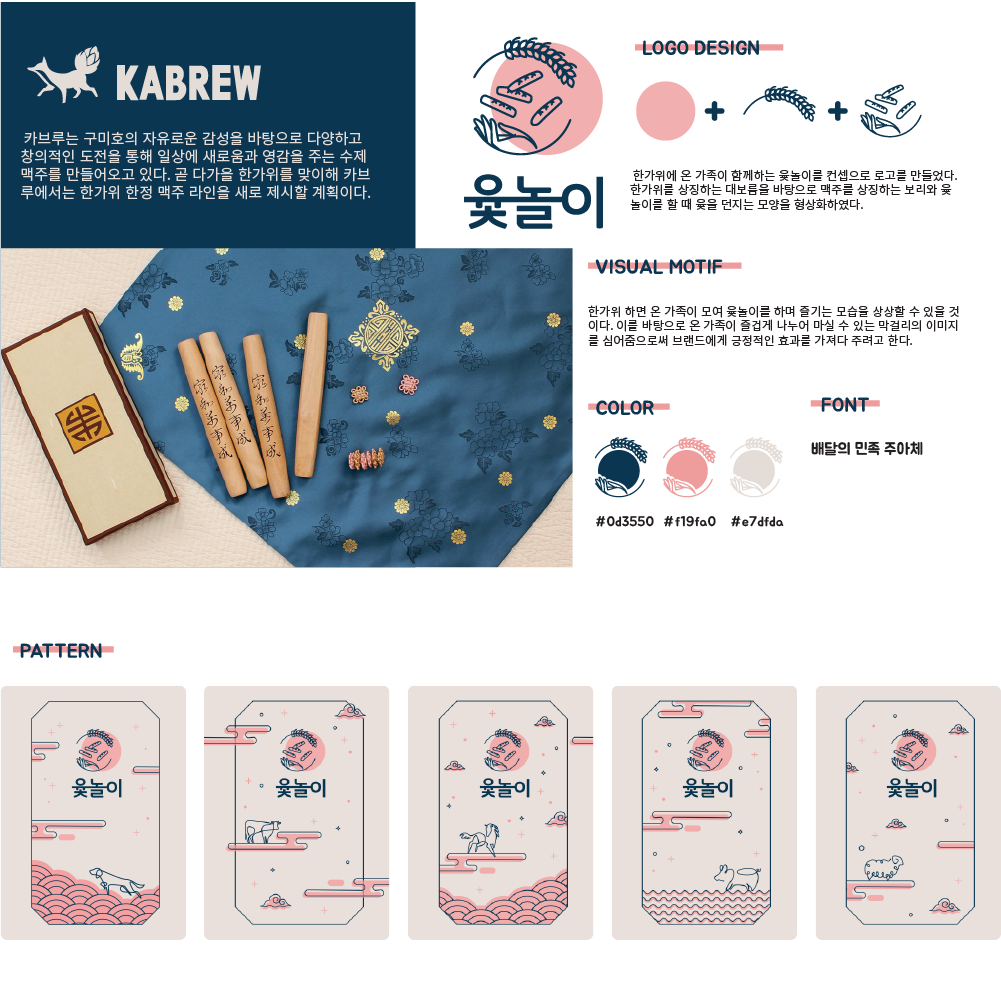 KABREW
카브루는 구미호의 자유로운 감성을 바탕으로 다양하고
창의적인 도전을 통해 일상에 새로움과 영감을 주는 수제
맥주를 만들어오고 있다. 곧 다가올 한가위를 맞이해 카브
루에서는 한가위 한정 맥주 라인을 새로 제시할 계획이다.
윷놀이
LOGO DESIGN
한가위에 온 가족이 함께하는 윷놀이를 컨셉으로 로고를 만들었다.
한가위를 상징하는 대보름을 바탕으로 맥주를 상징하는 보리와 윷
놀이를 할 때 윷을 던지는 모양을 형상화하였다.
VISUAL MOTIF
한가위 하면 온 가족이 모여 윷놀이를 하며 즐기는 모습을 상상할 수 있을 것
이다. 이를 바탕으로 온 가족이 즐겁게 나누어 마실 수 있는 막걸리의 이미지
를 심어줌으로써 브랜드에게 긍정적인 효과를 가져다 주려고 한다.
家和萬事成
家和萬事成
家和萬事成
COLOR
#0d3550 #f19fa0 #e7dfda
FONT
배달의 민족 주아체
PATTERN
윷놀이
윷놀이
윷놀이
윷놀이
윷놀이